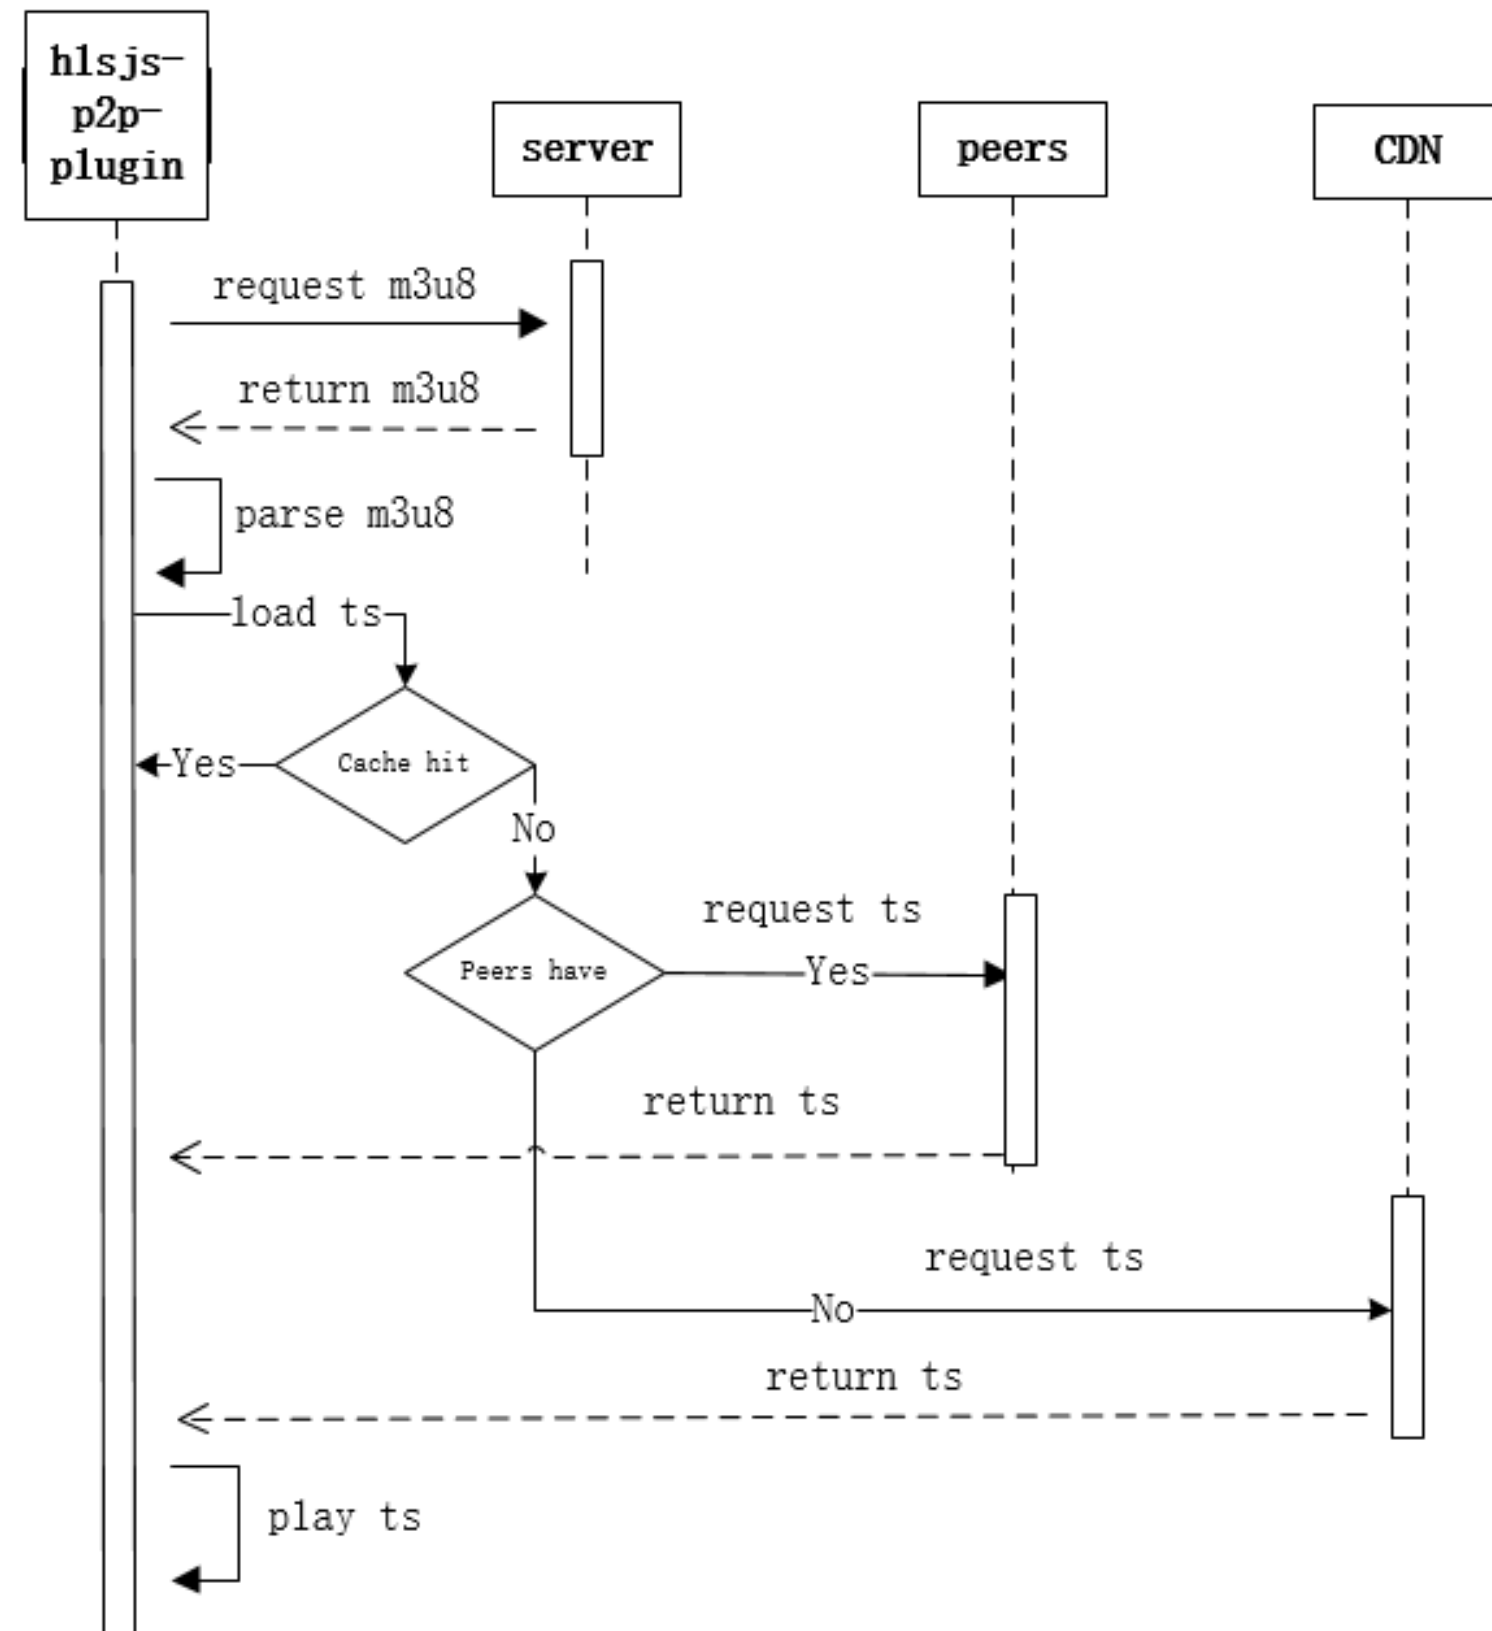 hlsjs-
p2p-
plugin
server
peers
CDN
request m3u8
return m3u8
parse m3u8
load ts
Cache hit
Yes
No
request ts
Peers have
Yes
return ts
request ts
No
return ts
play ts